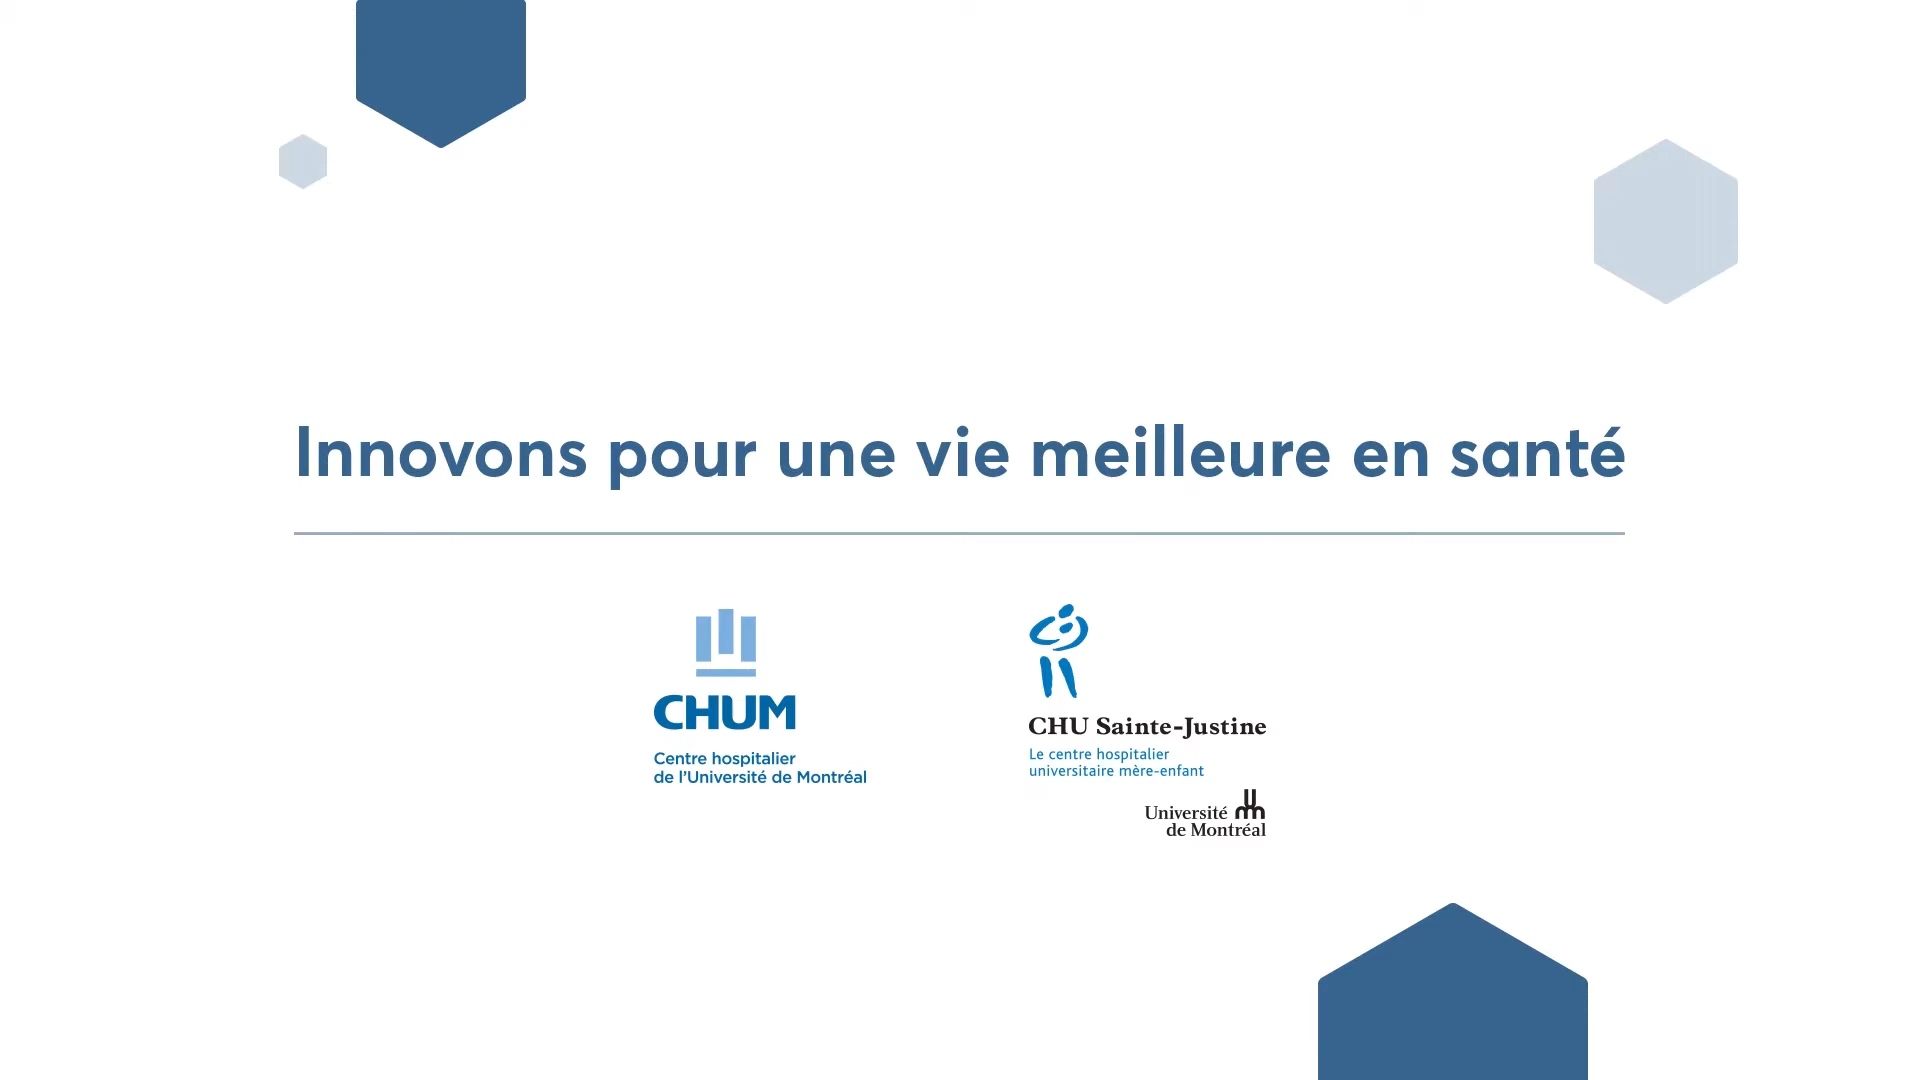 Innovons pour une vie meilleure en santé
CHUM
Centre hospitalier
de l'Université de Montréal
CHU Sainte-Justine
Le centre hospitalier
universitaire mère-enfant
Université
de Montréal